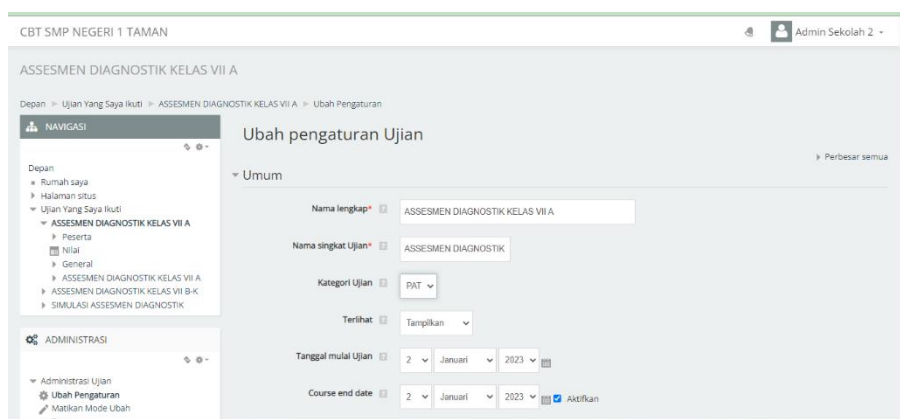 CBT SMP NEGERI 1 TAMAN
Admin Sekolah 2
ASSESMEN DIAGNOSTIK KELAS VII A
Depan Ujian Yang Saya Ikuti ASSESMEN DIAGNOSTIK KELAS VII A Ubah Pengaturan
NAVIGASI
Depan
Rumah saya
Halaman situs
Ujian Yang Saya Ikuti
ASSESMEN DIAGNOSTIK KELAS VII A
Peserta
Nilai
General
ASSESMEN DIAGNOSTIK KELAS VII A
ASSESMEN DIAGNOSTIK KELAS VII B-K
SIMULASI ASSESMEN DIAGNOSTIK
ADMINISTRASI
Administrasi Ujian
Ubah Pengaturan
Matikan Mode Ubah
Ubah pengaturan Ujian
Perbesar semua
Umum
Nama lengkap* ASSESMEN DIAGNOSTIK KELAS VII A
Nama singkat Ujian* ASSESMEN DIAGNOSTIK
Kategori Ujian PAT
Terlihat Tampilkan
Tanggal mulai Ujian 2 Januari 2023
Course end date 2 Januari 2023 Aktifkan